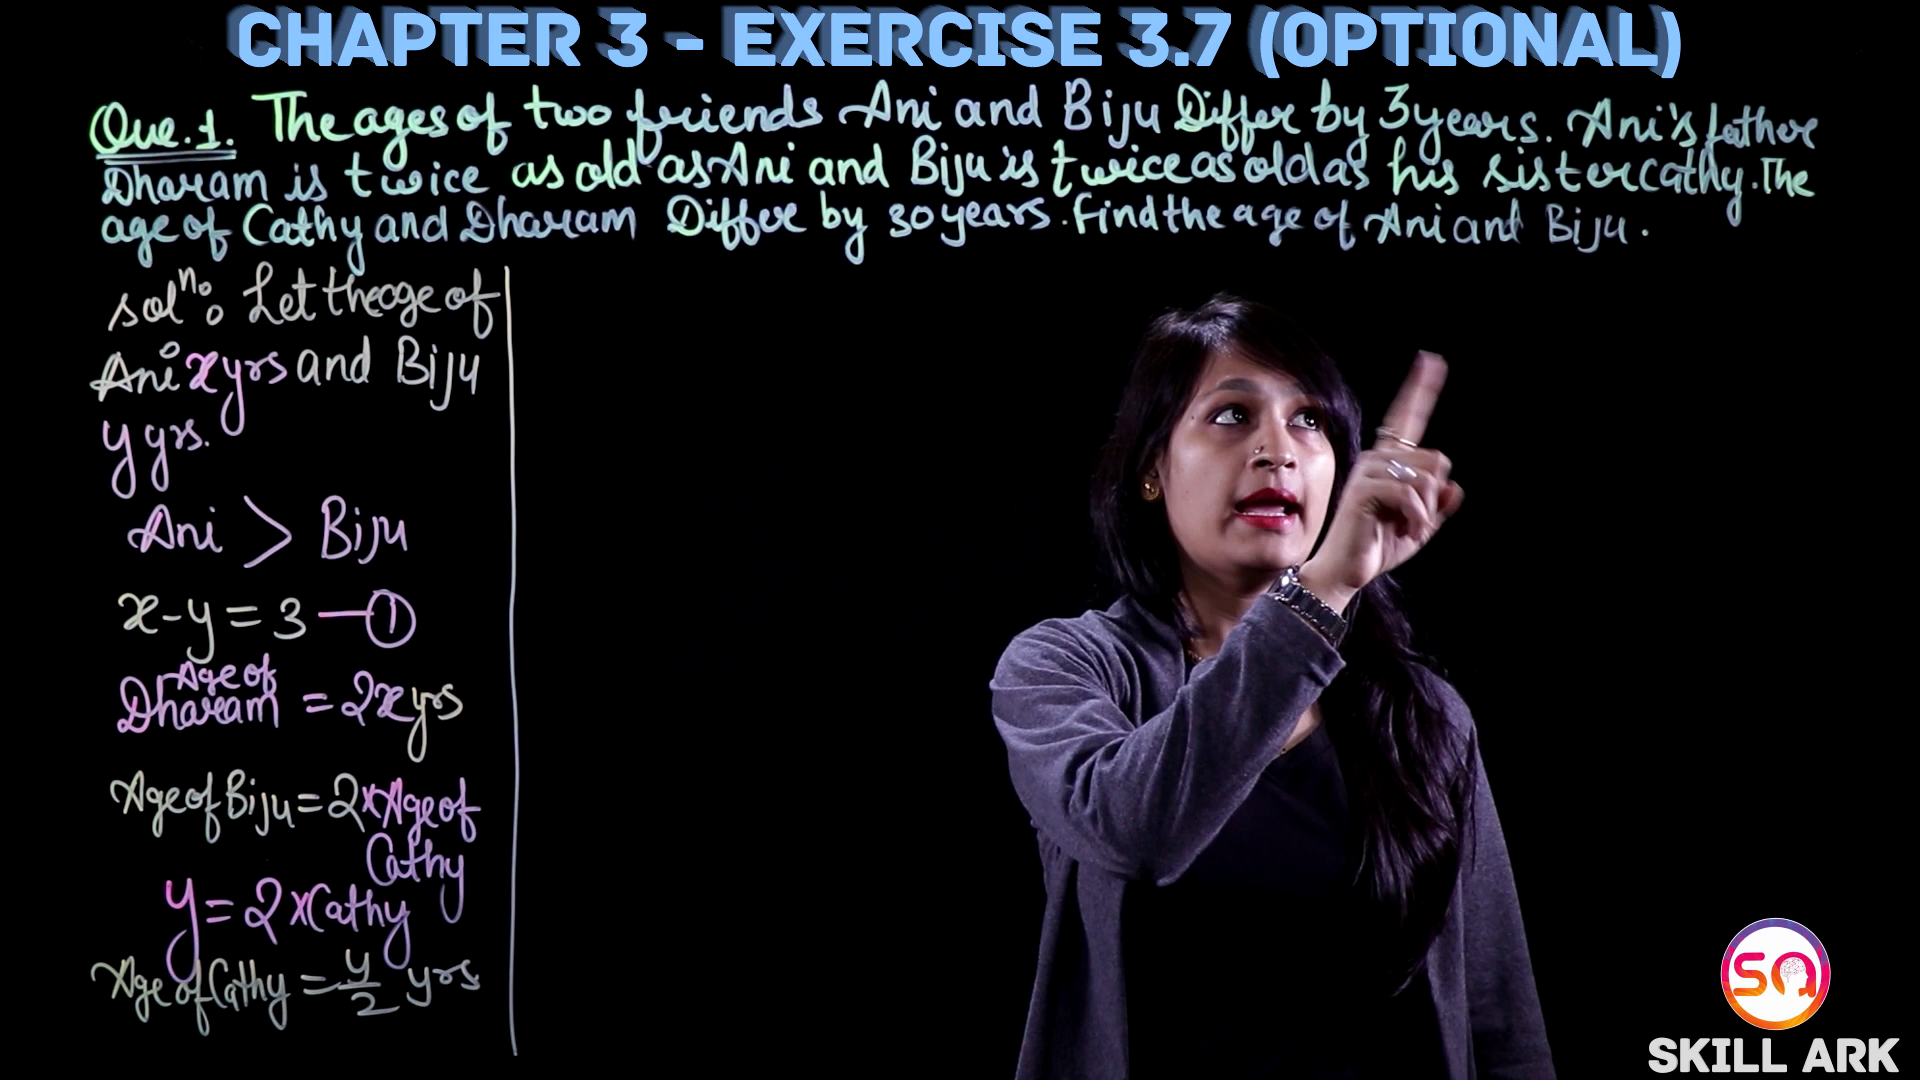 CHAPTER 3 - EXERCISE 3.7 (OPTIONAL)
Que.1. The ages of two friends Ani and Biju Differ by 3 years. Ani's father
Dharam is twice as old as Ani and Biju is twice as old as his sister Cathy. The
age of Cathy and Dharam Differ by 30 years. Find the age of Ani and Biju.
solⁿ: Let the age of
Ani x yrs and Biju
y yrs.
Ani > Biju
x - y = 3 — ①
Age of
Dharam = 2x yrs
Age of Biju = 2 x Age of
Cathy
y = 2 x Cathy
Age of Cathy = y/2 yrs
SA
SKILL ARK